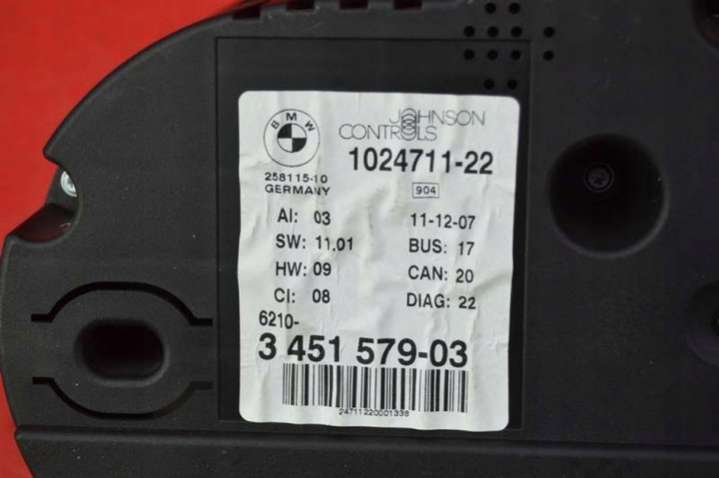 BMW
JOHNSON
CONTROLS
258115-10
GERMANY
1024711-22
904
AI: 03
11-12-07
SW: 11.01
BUS: 17
HW: 09
CAN: 20
CI: 08
DIAG: 22
6210-
3 451 579-03
24711220001338